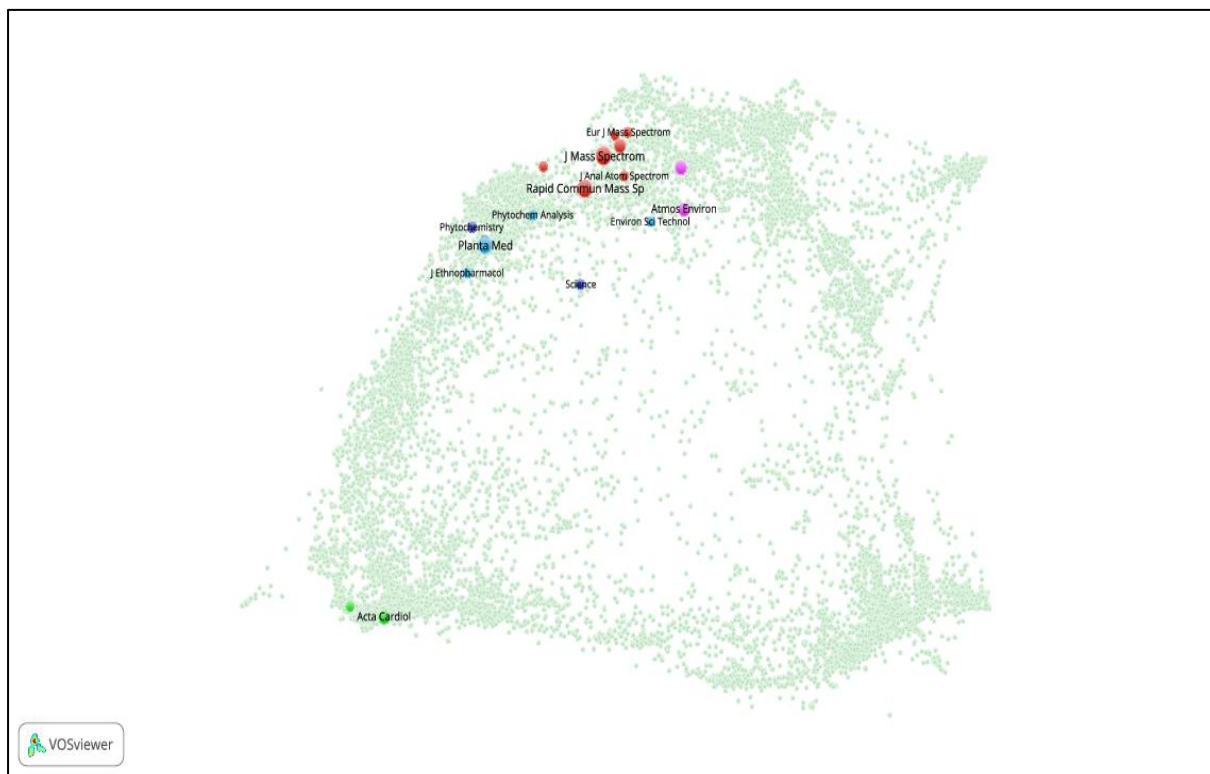 Eur J Mass Spectrom
J Mass Spectrom
J Anal Atom Spectrom
Rapid Commun Mass Sp
Atmos Environ
Phytochem Analysis
Environ Sci Technol
Phytochemistry
Planta Med
J Ethnopharmacol
Science
Acta Cardiol
VOSviewer